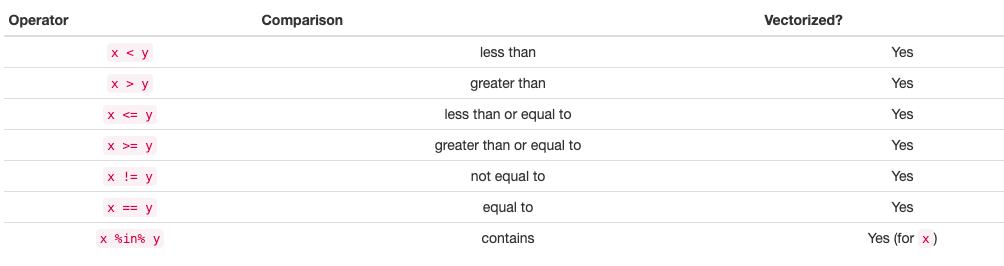 Operator Comparison Vectorized?
x < y less than Yes
x > y greater than Yes
x <= y less than or equal to Yes
x >= y greater than or equal to Yes
x != y not equal to Yes
x == y equal to Yes
x %in% y contains Yes (for x )